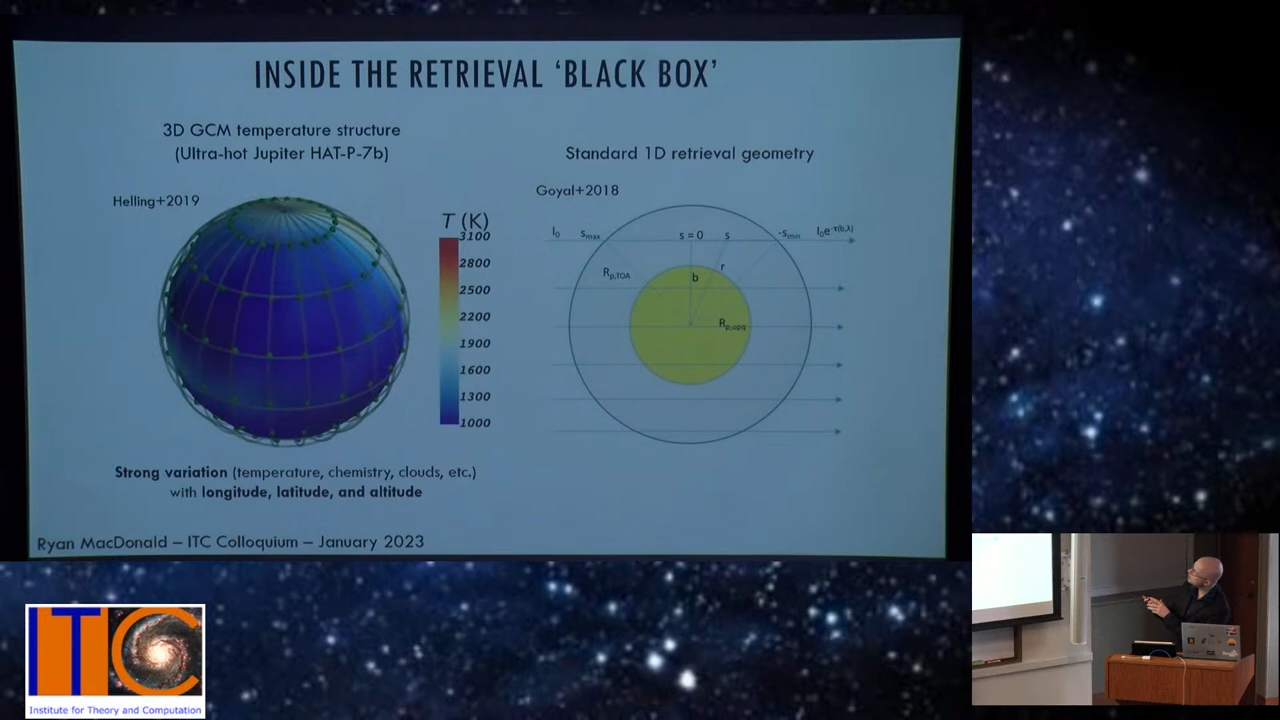 INSIDE THE RETRIEVAL ‘BLACK BOX’
3D GCM temperature structure
(Ultra-hot Jupiter HAT-P-7b)
Helling+2019
T (K)
3100
2800
2500
2200
1900
1600
1300
1000
Strong variation (temperature, chemistry, clouds, etc.)
with longitude, latitude, and altitude
Standard 1D retrieval geometry
Goyal+2018
I₀ sₘₐₓ s = 0 s -sₘᵢₙ I₀e^-τ(b,λ)
R_p,TOA b r
R_p,opq
Ryan MacDonald – ITC Colloquium – January 2023
ITC
Institute for Theory and Computation